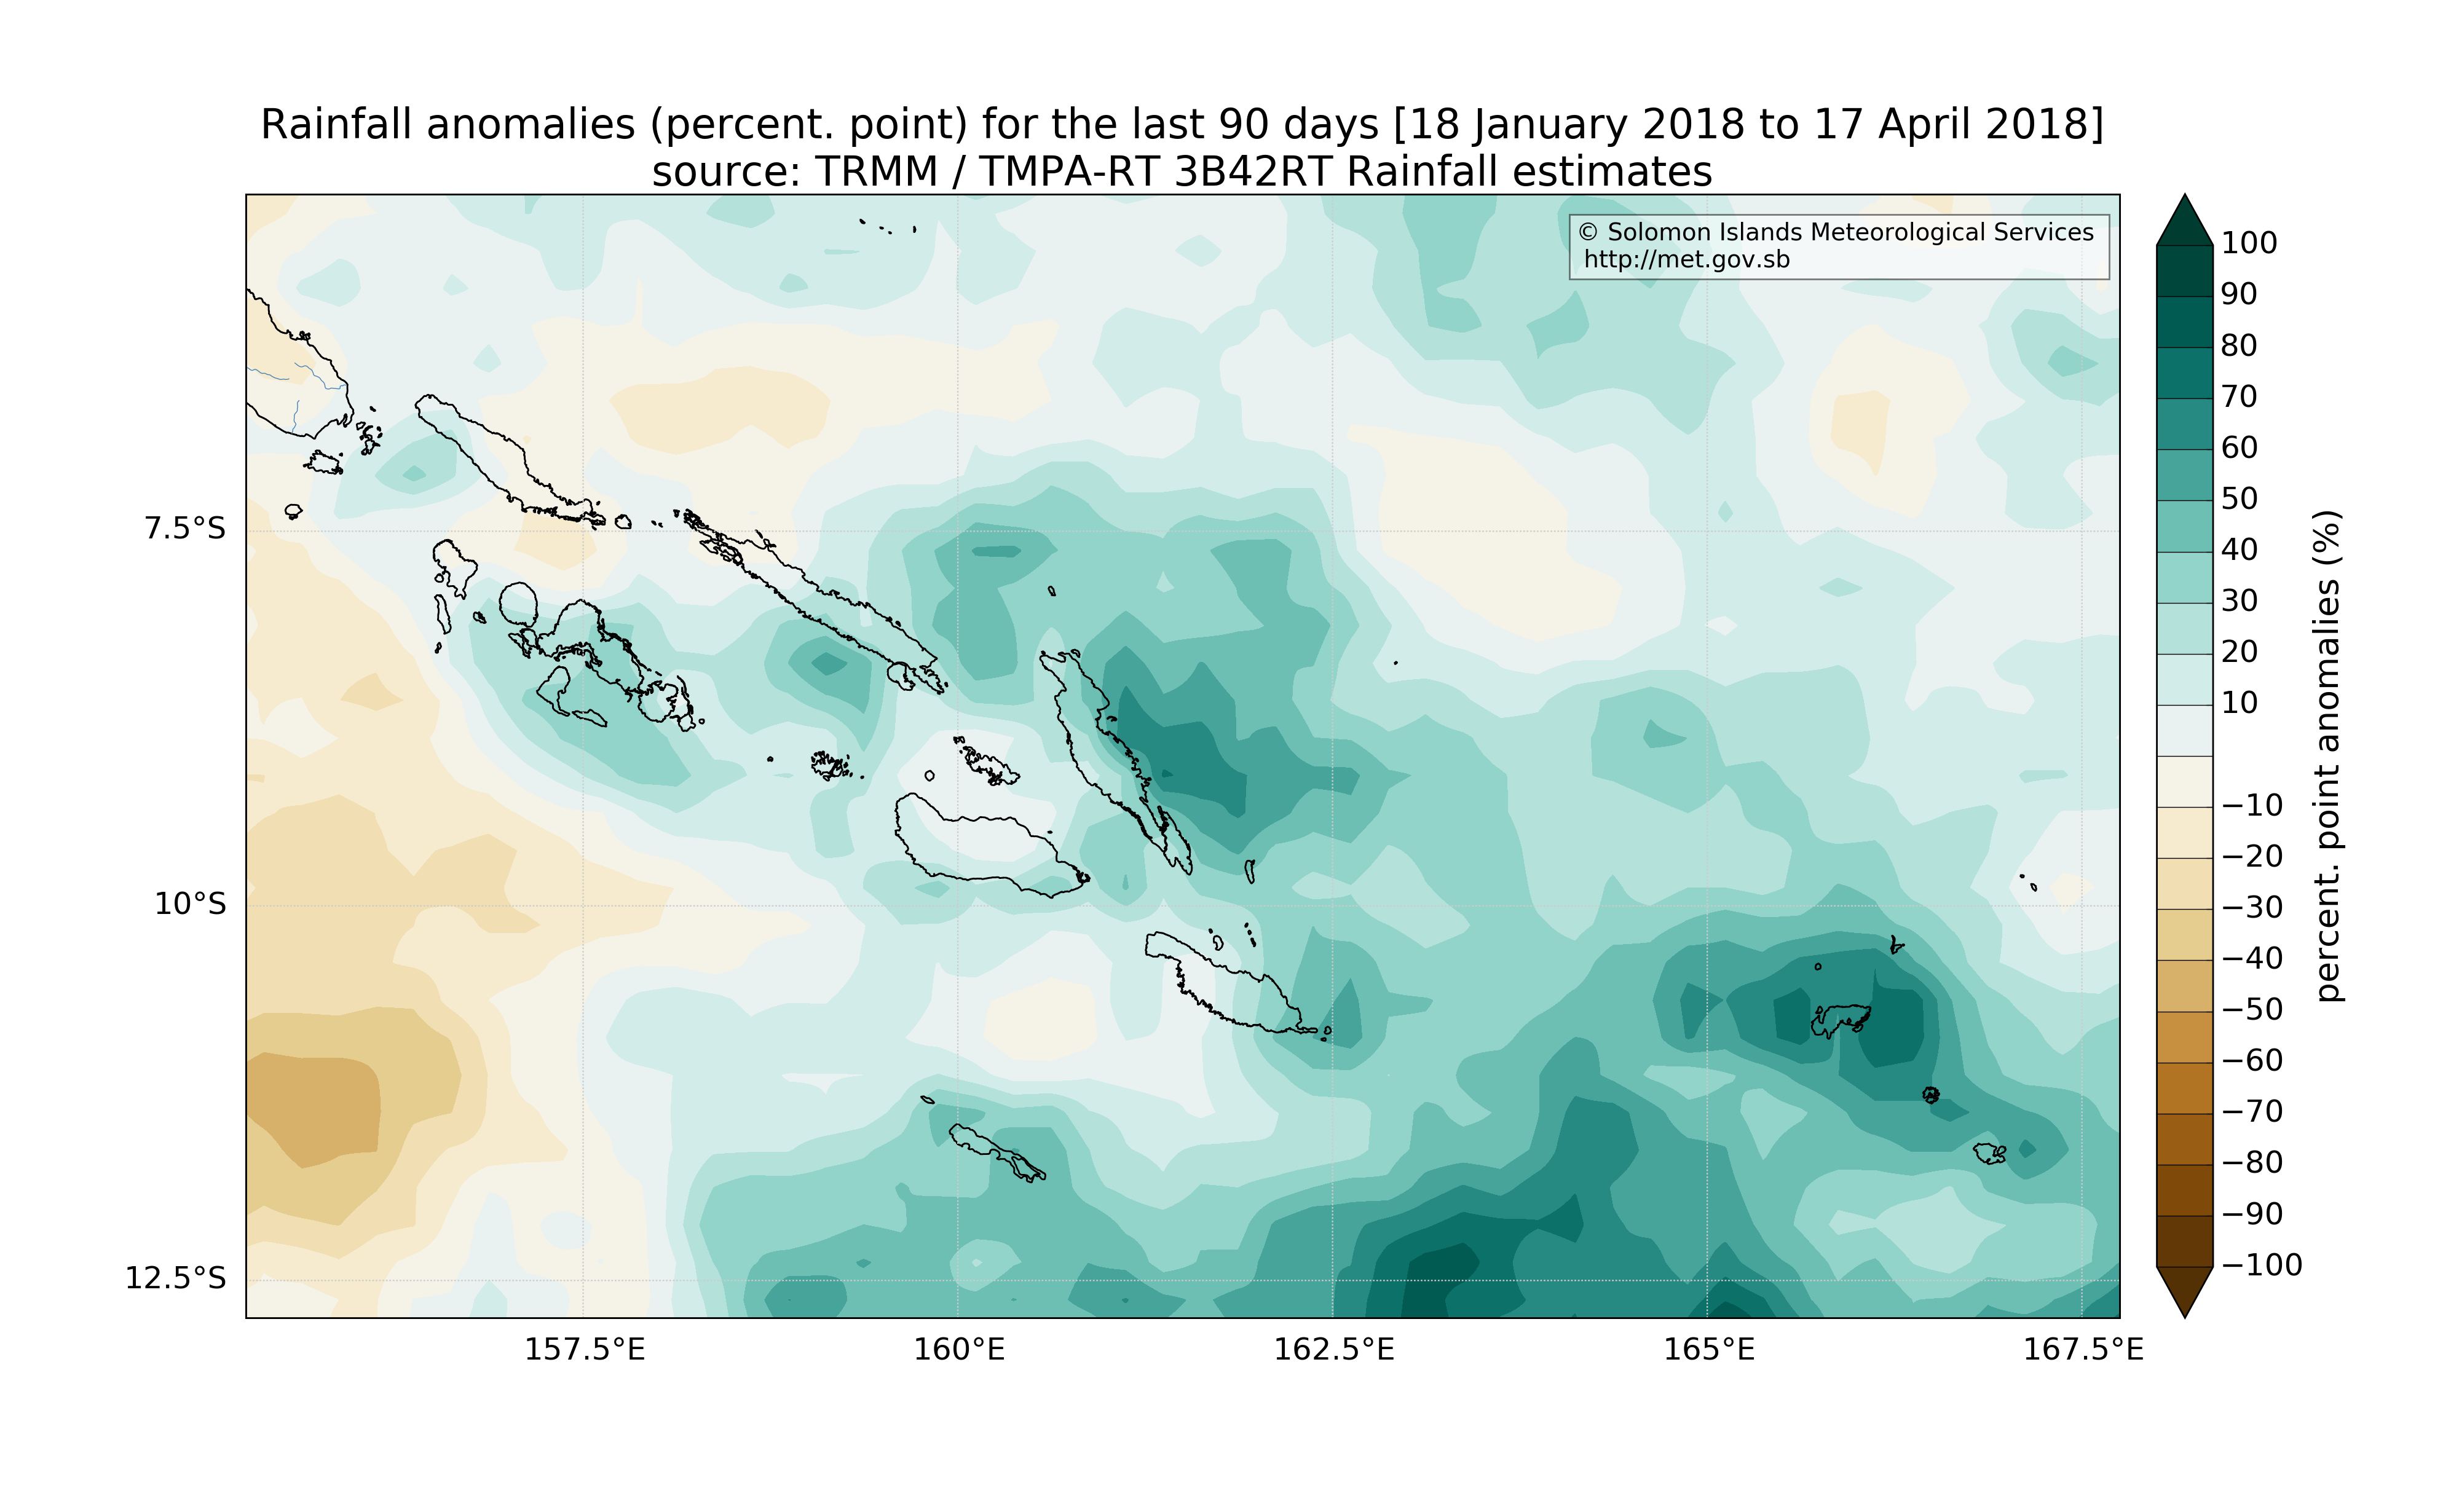 Rainfall anomalies (percent. point) for the last 90 days [18 January 2018 to 17 April 2018]
source: TRMM / TMPA-RT 3B42RT Rainfall estimates
© Solomon Islands Meteorological Services
http://met.gov.sb
7.5°S
10°S
12.5°S
157.5°E
160°E
162.5°E
165°E
167.5°E
100
90
80
70
60
50
40
30
20
10
−10
−20
−30
−40
−50
−60
−70
−80
−90
−100
percent. point anomalies (%)